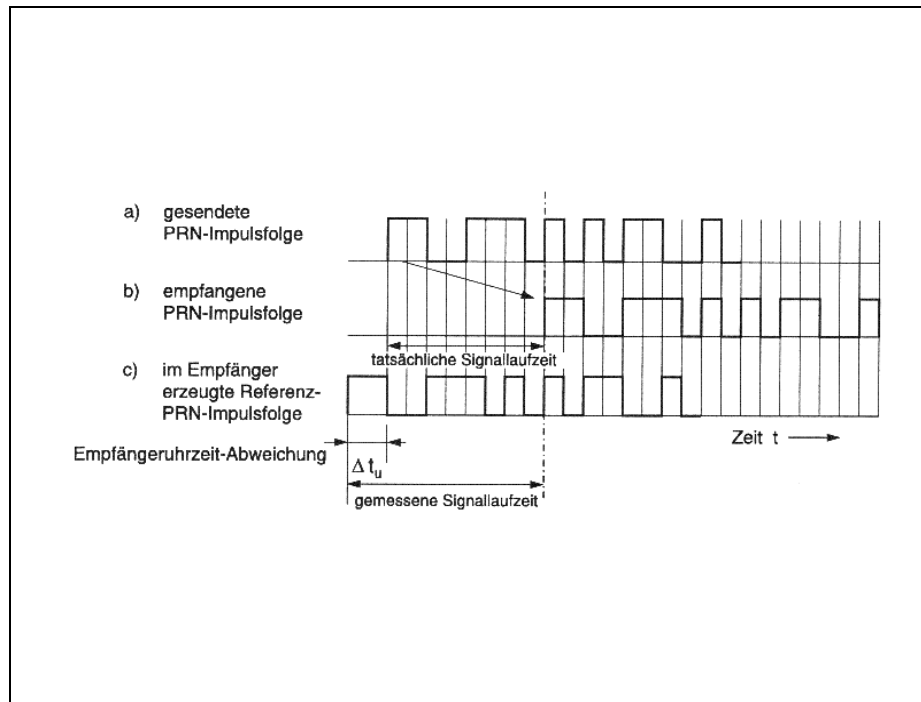 a) gesendete
PRN-Impulsfolge
b) empfangene
PRN-Impulsfolge
tatsächliche Signallaufzeit
c) im Empfänger
erzeugte Referenz-
PRN-Impulsfolge
Zeit t
Empfängeruhrzeit-Abweichung
Δtu
gemessene Signallaufzeit